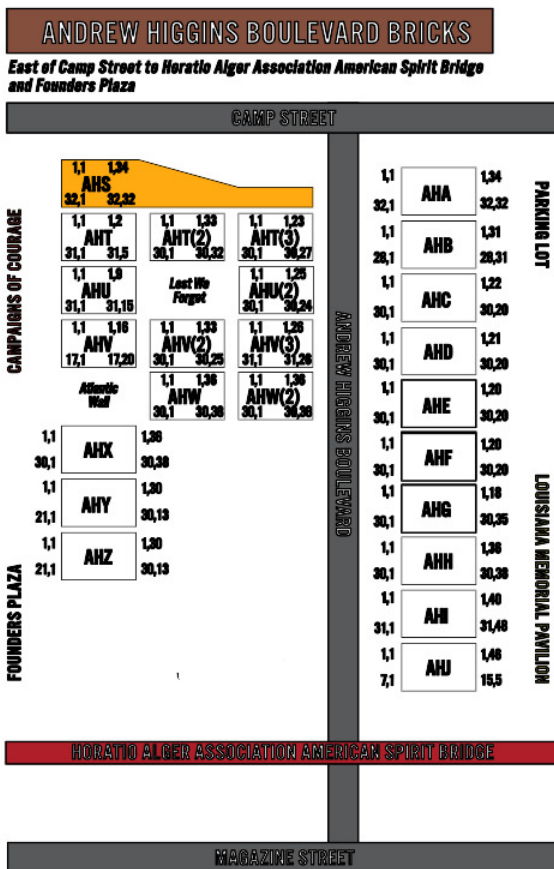 ANDREW HIGGINS BOULEVARD BRICKS
East of Camp Street to Horatio Alger Association American Spirit Bridge
and Founders Plaza
CAMP STREET
CAMPAIGNS OF COURAGE
FOUNDERS PLAZA
1,1 1,34
AHS
32,1 32,32
1,1 1,2
AHT
31,1 31,5
1,1 1,33
AHT(2)
30,1 30,32
1,1 1,23
AHT(3)
30,1 30,27
1,1 1,9
AHU
31,1 31,15
Lest We
Forget
1,1 1,25
AHU(2)
30,1 30,24
1,1 1,16
AHV
17,1 17,20
1,1 1,33
AHV(2)
30,1 30,25
1,1 1,26
AHV(3)
31,1 31,26
Atlantic
Wall
1,1 1,36
AHW
30,1 30,38
1,1 1,36
AHW(2)
30,1 30,38
1,1 1,36
AHX
30,1 30,38
1,1 1,30
AHY
21,1 30,13
1,1 1,30
AHZ
21,1 30,13
ANDREW HIGGINS BOULEVARD
1,1 1,34
AHA
32,1 32,32
1,1 1,31
AHB
28,1 28,31
1,1 1,22
AHC
30,1 30,20
1,1 1,21
AHD
30,1 30,20
1,1 1,20
AHE
30,1 30,20
1,1 1,20
AHF
30,1 30,20
1,1 1,18
AHG
30,1 30,35
1,1 1,36
AHH
30,1 30,38
1,1 1,40
AHI
31,1 31,48
1,1 1,46
AHJ
7,1 15,5
PARKING LOT
LOUISIANA MEMORIAL PAVILION
HORATIO ALGER ASSOCIATION AMERICAN SPIRIT BRIDGE
MAGAZINE STREET